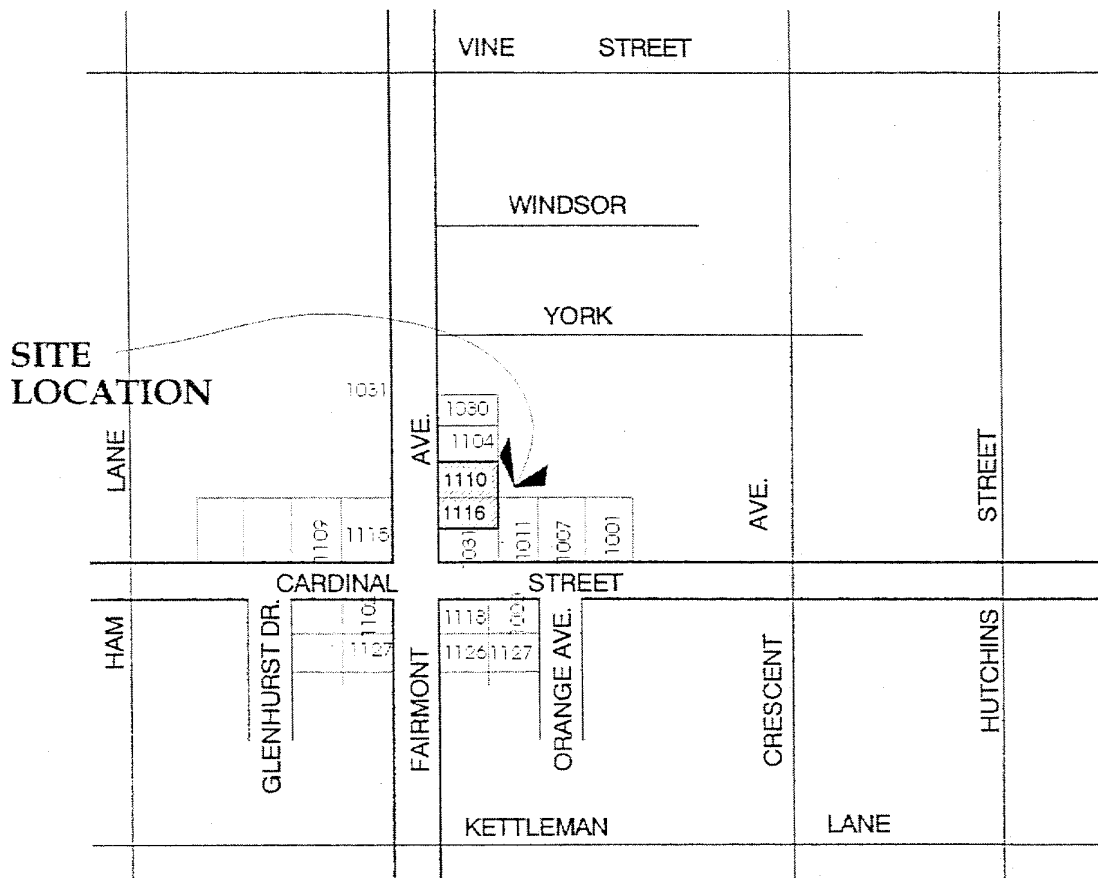 VINE STREET
WINDSOR
YORK
SITE
LOCATION
1031
1030
1104
1110
1116
LANE
AVE.
AVE.
STREET
1109
1115
1031
1011
1007
1001
CARDINAL STREET
HAM
GLENHURST DR.
1118
1127
1126
1127
FAIRMONT
ORANGE AVE.
CRESCENT
HUTCHINS
KETTLEMAN LANE